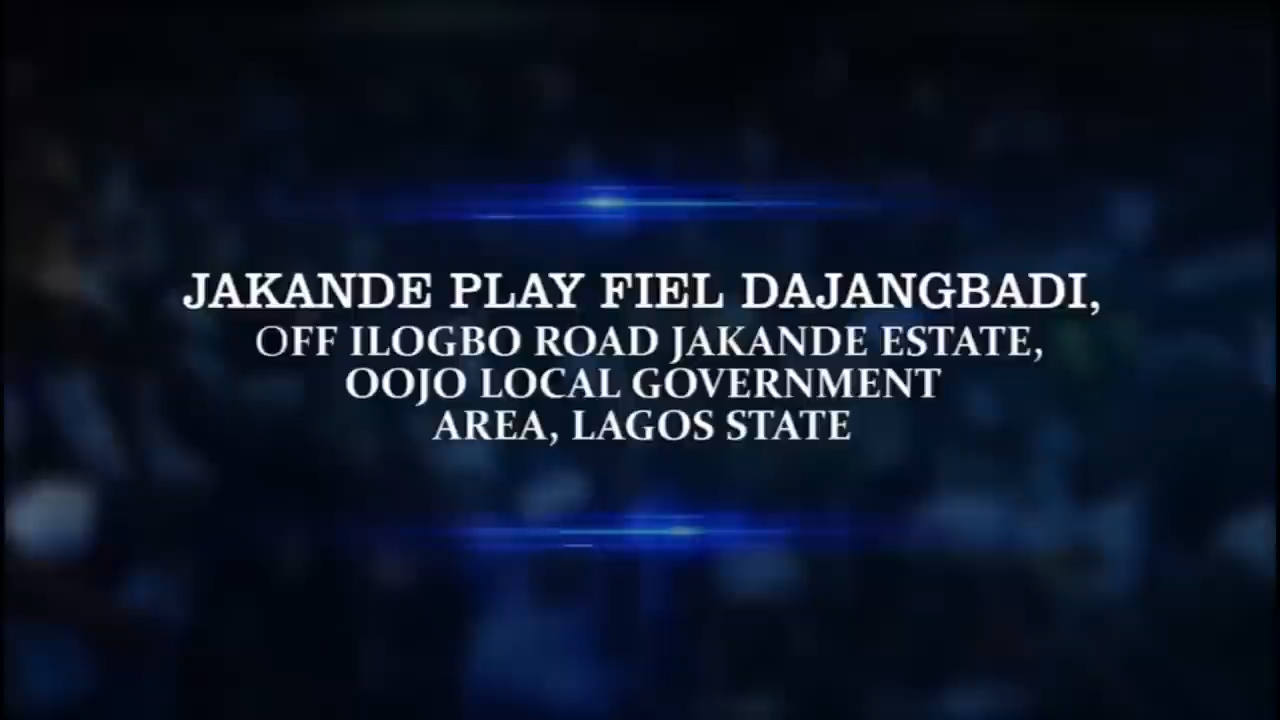 JAKANDE PLAY FIEL DAJANGBADI,
OFF ILOGBO ROAD JAKANDE ESTATE,
OOJO LOCAL GOVERNMENT
AREA, LAGOS STATE